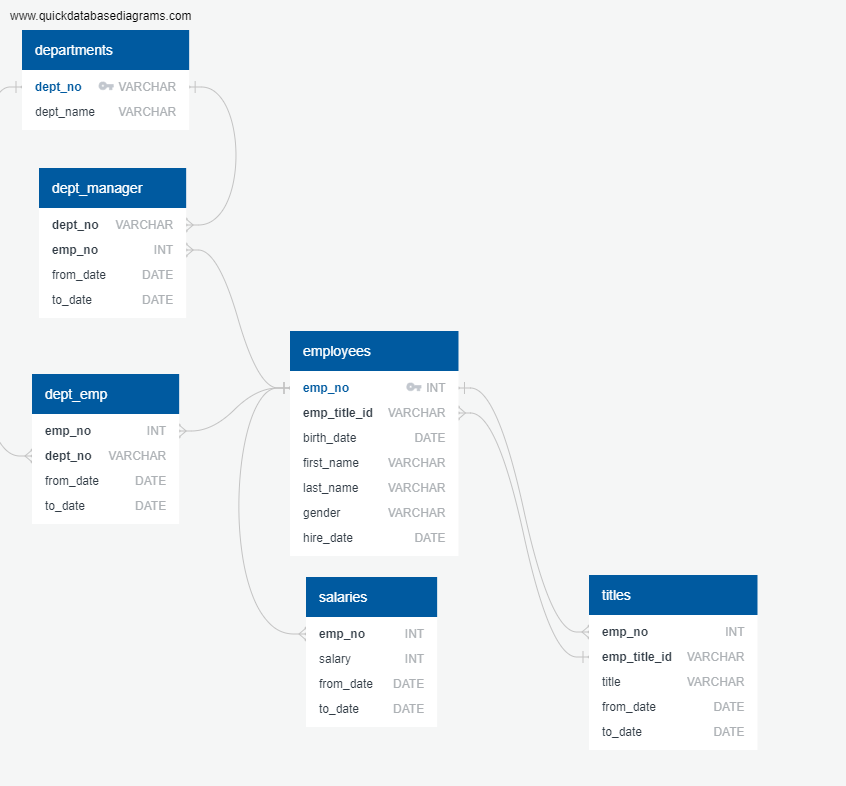 www.quickdatabasediagrams.com
departments
dept_no VARCHAR
dept_name VARCHAR
dept_manager
dept_no VARCHAR
emp_no INT
from_date DATE
to_date DATE
dept_emp
emp_no INT
dept_no VARCHAR
from_date DATE
to_date DATE
employees
emp_no INT
emp_title_id VARCHAR
birth_date DATE
first_name VARCHAR
last_name VARCHAR
gender VARCHAR
hire_date DATE
salaries
emp_no INT
salary INT
from_date DATE
to_date DATE
titles
emp_no INT
emp_title_id VARCHAR
title VARCHAR
from_date DATE
to_date DATE